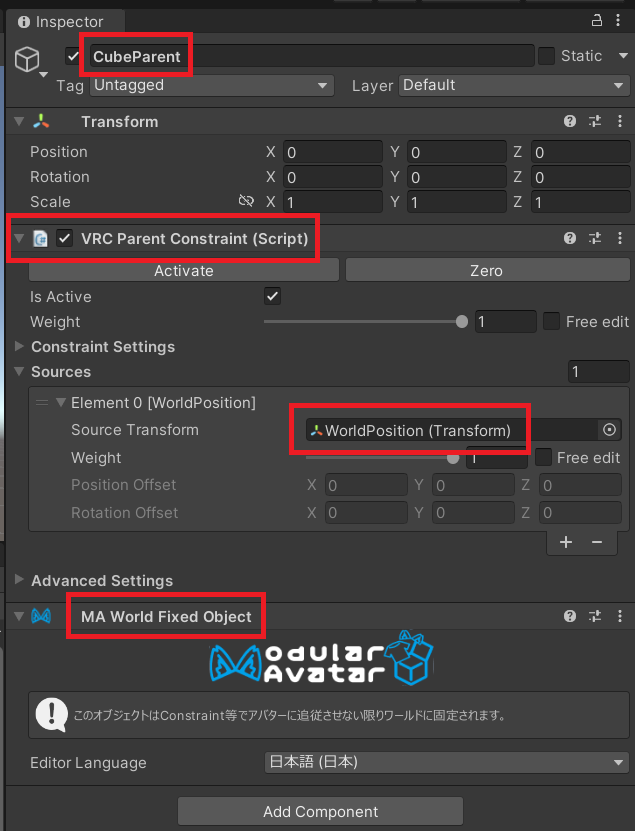 Inspector
CubeParent Static
Tag Untagged Layer Default
Transform
Position X 0 Y 0 Z 0
Rotation X 0 Y 0 Z 0
Scale X 1 Y 1 Z 1
VRC Parent Constraint (Script)
Activate Zero
Is Active
Weight 1 Free edit
Constraint Settings
Sources 1
Element 0 [WorldPosition]
Source Transform WorldPosition (Transform)
Weight 1 Free edit
Position Offset X 0 Y 0 Z 0
Rotation Offset X 0 Y 0 Z 0
+ −
Advanced Settings
MA World Fixed Object
Modular
Avatar
このオブジェクトはConstraint等でアバターに追従させない限りワールドに固定されます。
Editor Language 日本語 (日本)
Add Component